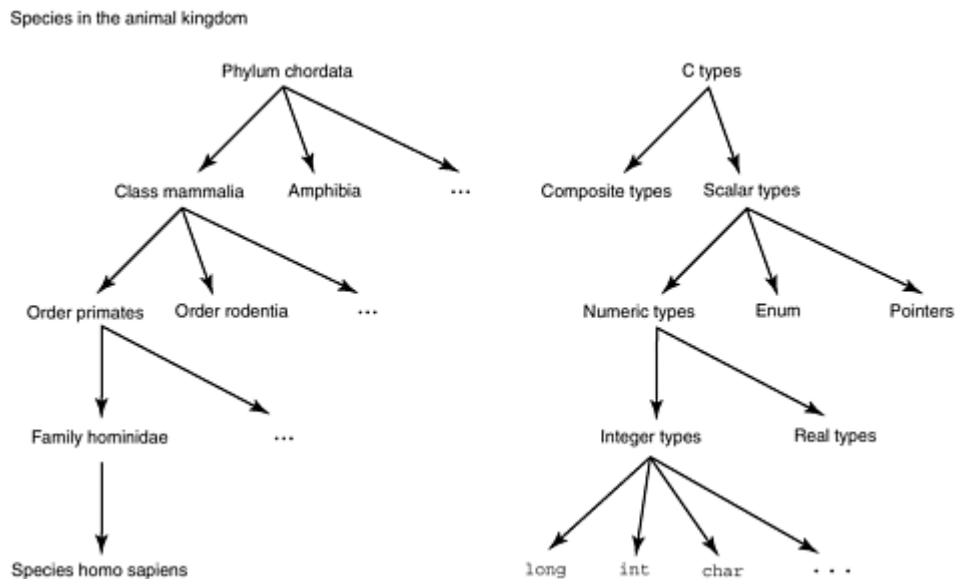 Species in the animal kingdom
Phylum chordata C types
Class mammalia Amphibia ... Composite types Scalar types
Order primates Order rodentia ... Numeric types Enum Pointers
Family hominidae ... Integer types Real types
Species homo sapiens long int char ...